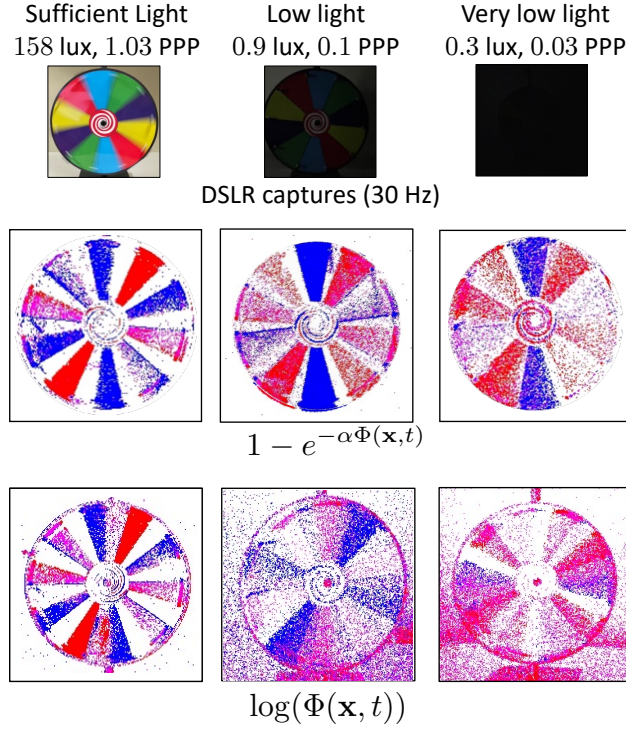 Sufficient Light Low light Very low light
158 lux, 1.03 PPP 0.9 lux, 0.1 PPP 0.3 lux, 0.03 PPP
DSLR captures (30 Hz)
1 − e^{−αΦ(x,t)}
log(Φ(x, t))